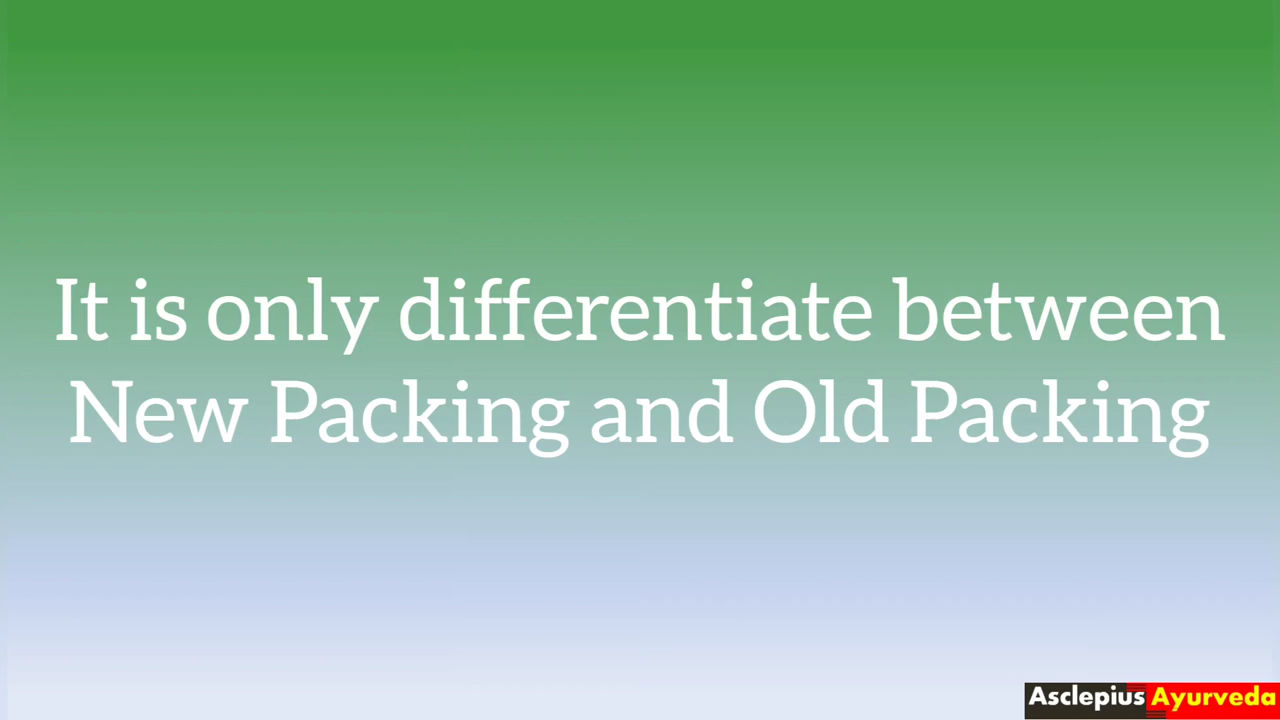 It is only differentiate between
New Packing and Old Packing
Asclepius Ayurveda